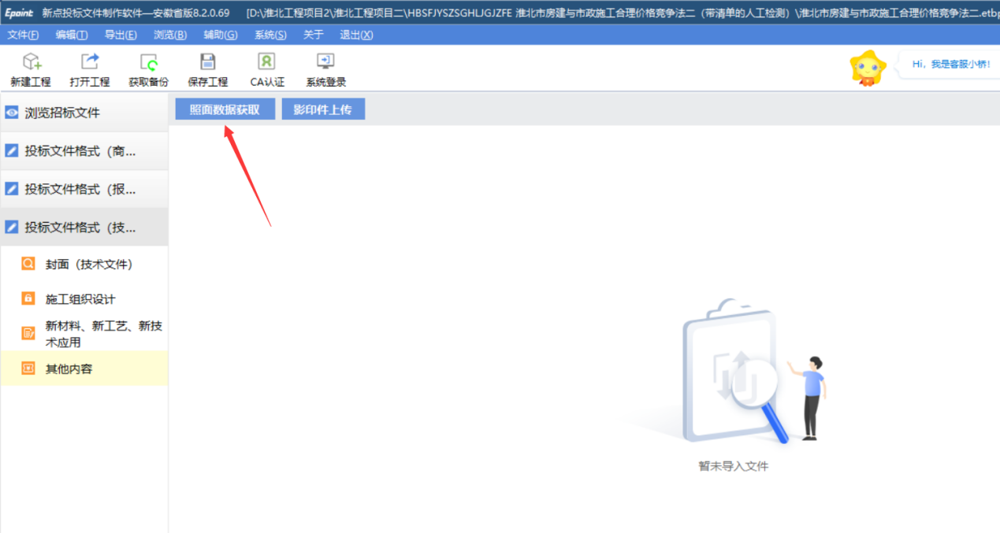 Epoint 新点投标文件制作软件—安徽省版8.2.0.69 [D:\淮北工程项目2\淮北工程项目二\HBSFJYSZSGHLJGJZFE 淮北市房建与市政施工合理价格竞争法二（带清单的人工检测）\淮北市房建与市政施工合理价格竞争法二.etbp
文件(F) 编辑(T) 导出(E) 浏览(B) 辅助(G) 系统(S) 关于 退出(X)
新建工程 打开工程 获取备份 保存工程 CA认证 系统登录
Hi，我是客服小桥！
浏览招标文件
照面数据获取 影印件上传
投标文件格式（商...
投标文件格式（报...
投标文件格式（技...
封面（技术文件）
施工组织设计
新材料、新工艺、新技
术应用
其他内容
暂未导入文件